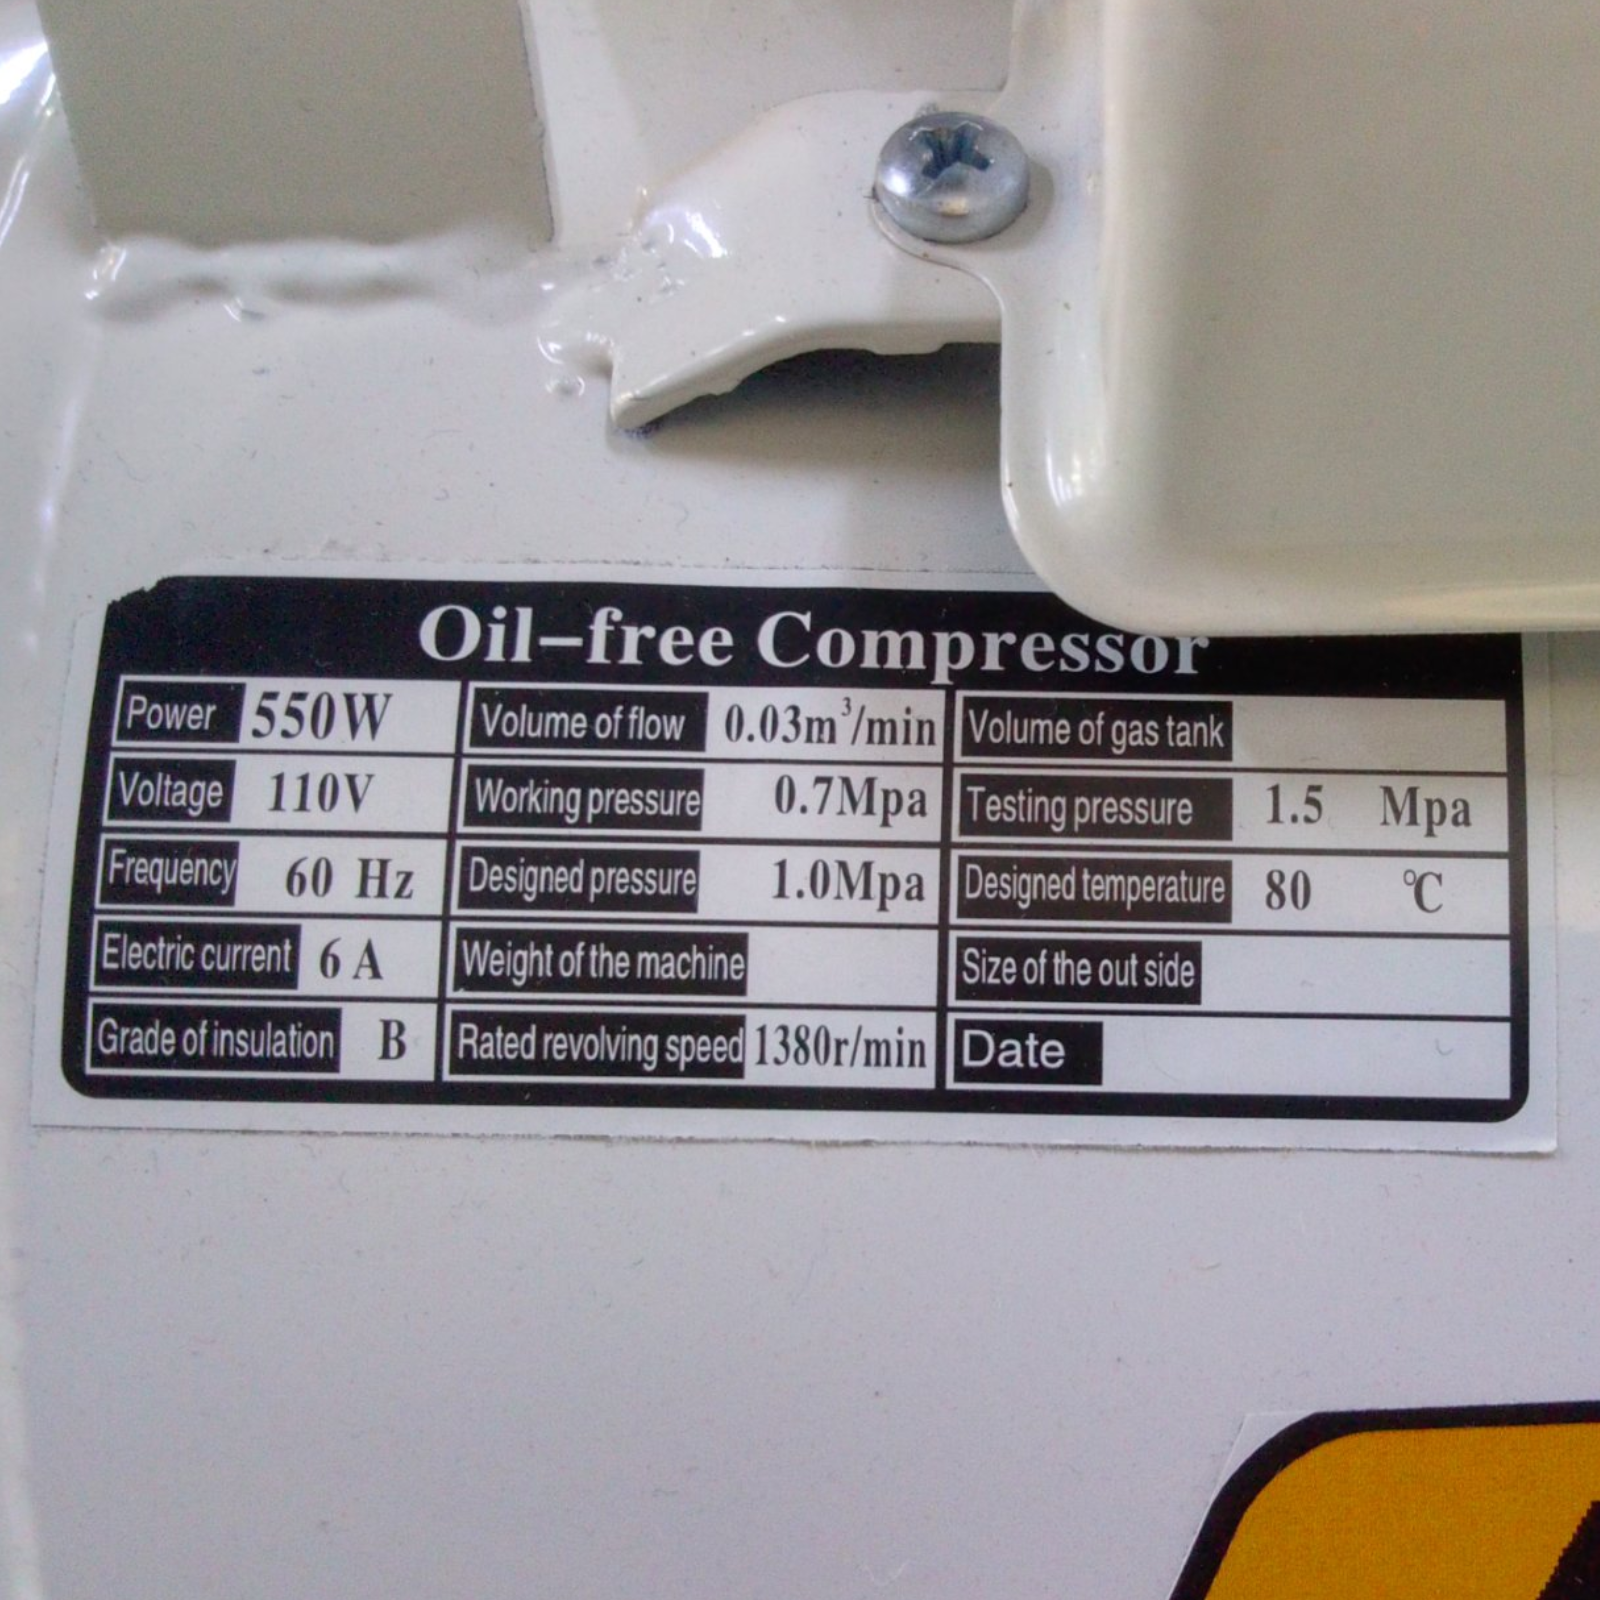 Oil-free Compressor
Power 550W Volume of flow 0.03m³/min Volume of gas tank
Voltage 110V Working pressure 0.7Mpa Testing pressure 1.5 Mpa
Frequency 60 Hz Designed pressure 1.0Mpa Designed temperature 80 ℃
Electric current 6 A Weight of the machine Size of the out side
Grade of insulation B Rated revolving speed 1380r/min Date